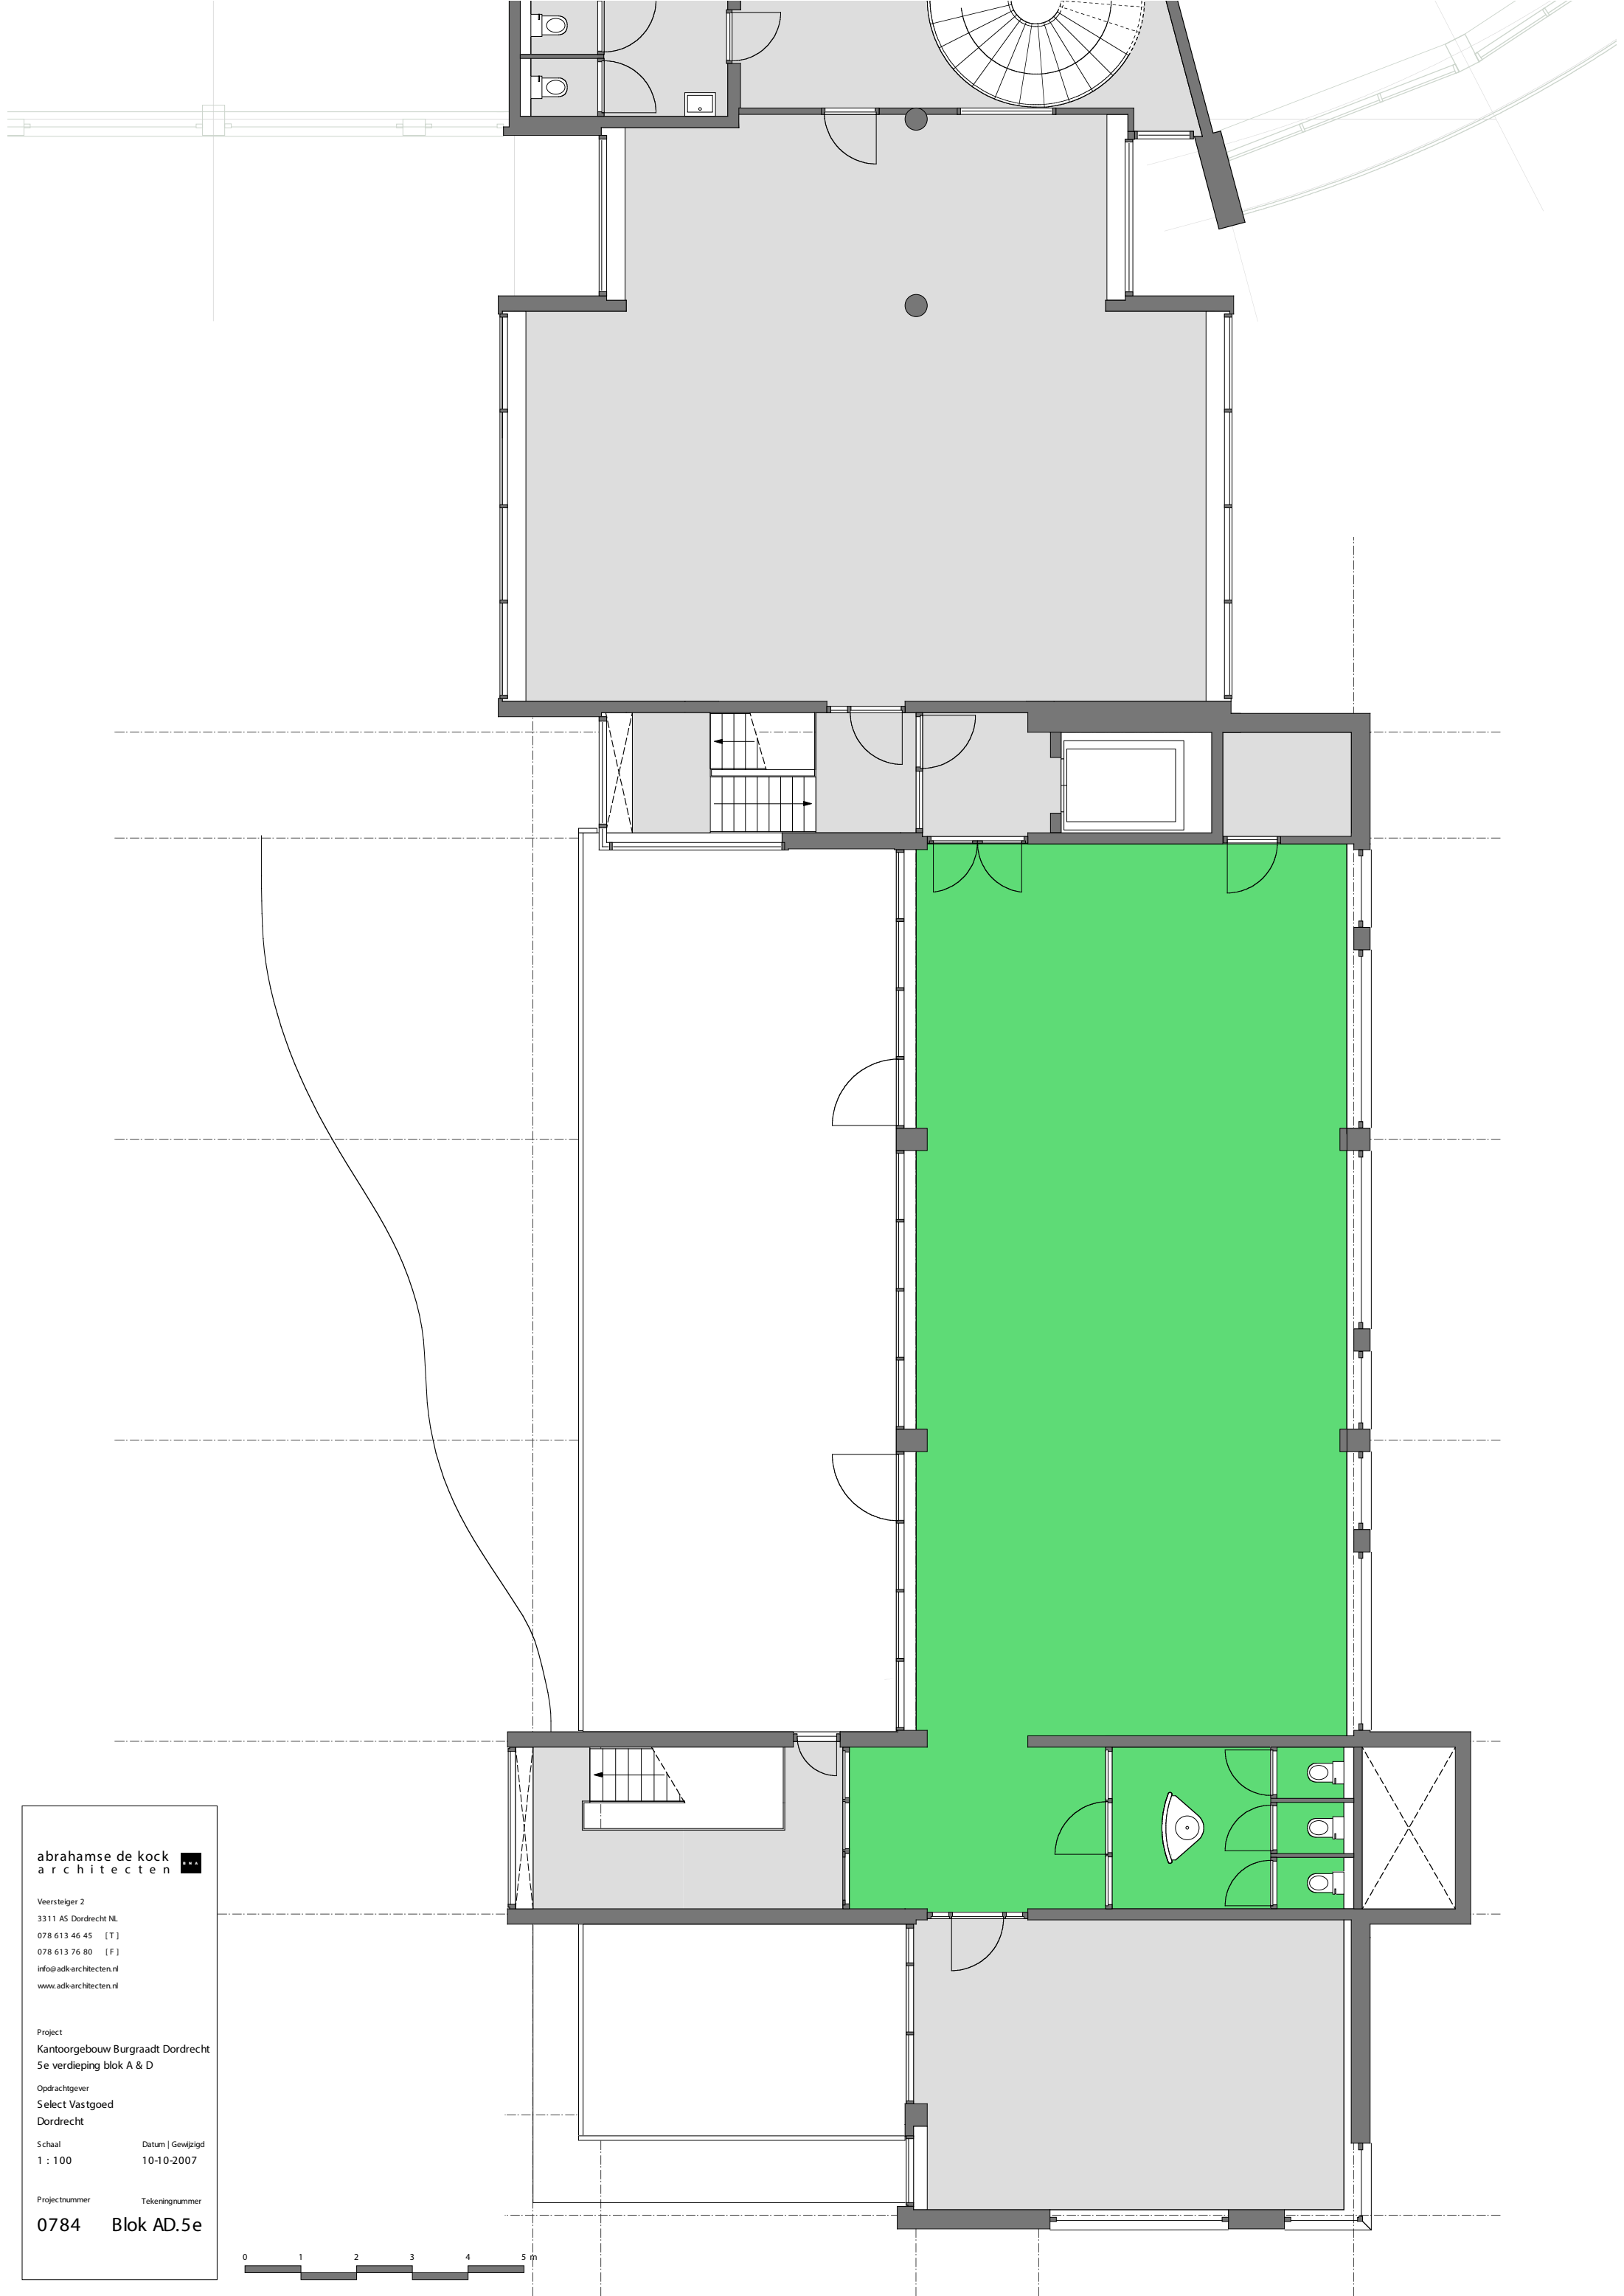 abrahamse de kock
architecten BNA
Veersteiger 2
3311 AS Dordrecht NL
078 613 46 45 [ T ]
078 613 76 80 [ F ]
info@adk-architecten.nl
www.adk-architecten.nl
Project
Kantoorgebouw Burgraadt Dordrecht
5e verdieping blok A & D
Opdrachtgever
Select Vastgoed
Dordrecht
Schaal Datum | Gewijzigd
1 : 100 10-10-2007
Projectnummer Tekeningnummer
0784 Blok AD.5e
0 1 2 3 4 5 m